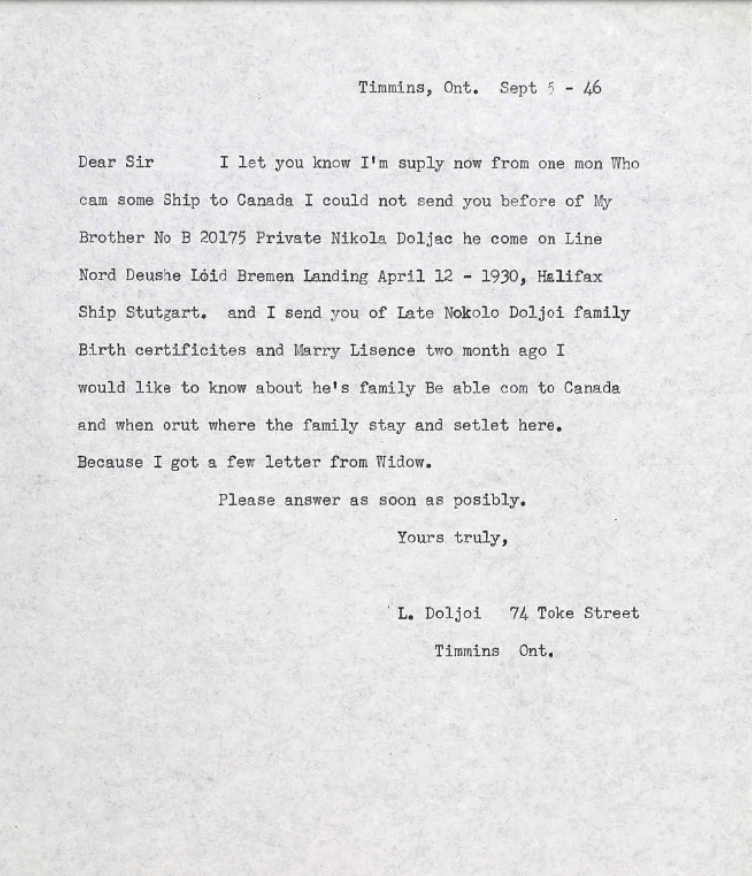 Timmins, Ont. Sept 5 - 46
Dear Sir I let you know I'm suply now from one mon Who
cam some Ship to Canada I could not send you before of My
Brother No B 20175 Private Nikola Doljac he come on Line
Nord Deushe Lóid Bremen Landing April 12 - 1930, Halifax
Ship Stutgart. and I send you of Late Nokolo Doljoi family
Birth certificites and Marry Lisence two month ago I
would like to know about he's family Be able com to Canada
and when orut where the family stay and setlet here.
Because I got a few letter from Widow.
Please answer as soon as posibly.
Yours truly,
L. Doljoi 74 Toke Street
Timmins Ont.